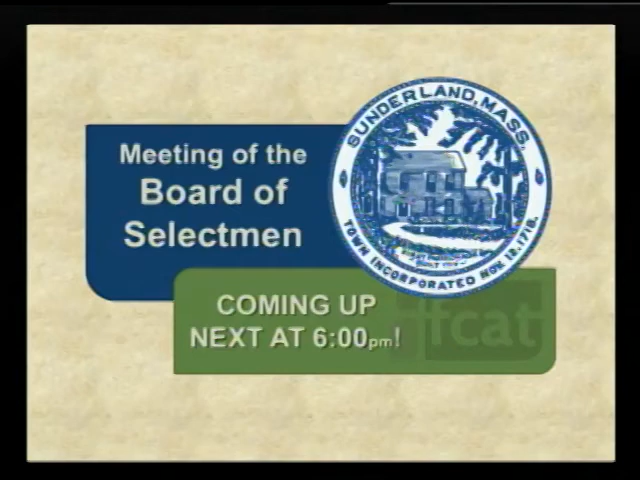 Meeting of the
Board of
Selectmen
SUNDERLAND, MASS.
TOWN INCORPORATED NOV. 12, 1718.
COMING UP
NEXT AT 6:00pm!
fcat